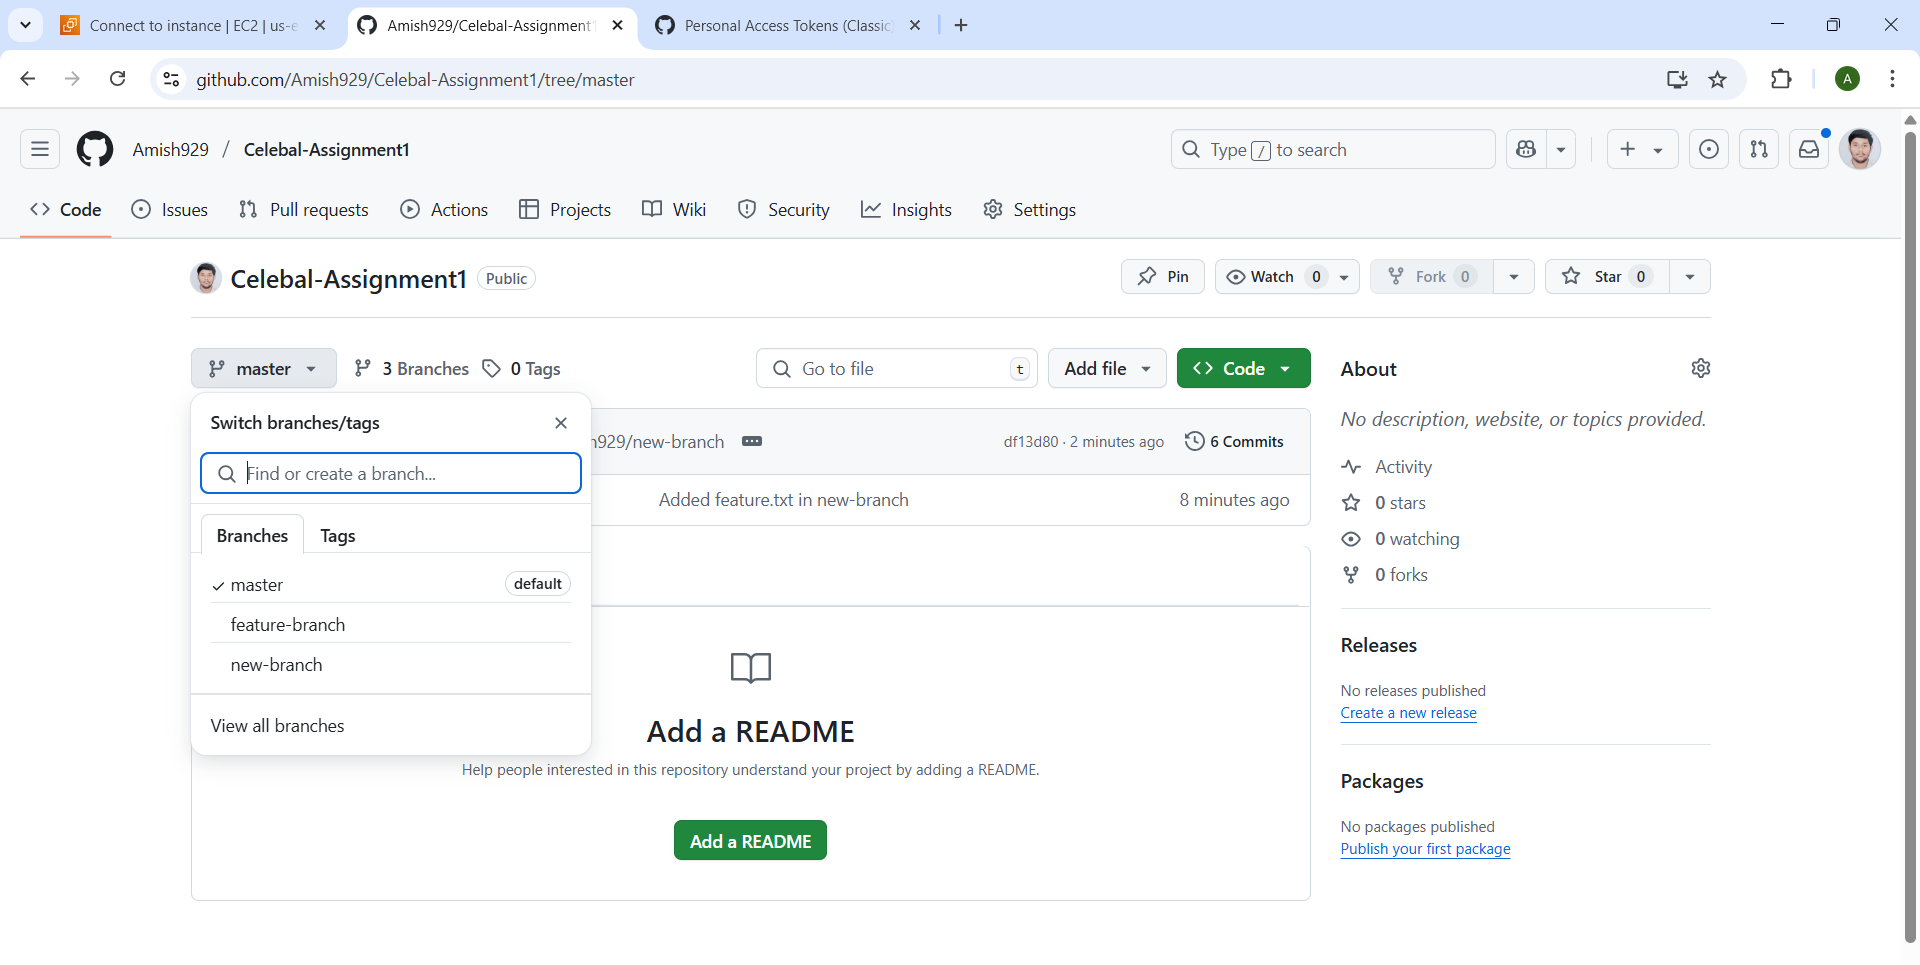 Connect to instance | EC2 | us-e
Amish929/Celebal-Assignment1
Personal Access Tokens (Classic)
github.com/Amish929/Celebal-Assignment1/tree/master
A
Amish929 / Celebal-Assignment1
Type / to search
Code
Issues
Pull requests
Actions
Projects
Wiki
Security
Insights
Settings
Celebal-Assignment1 Public
Pin
Watch 0
Fork 0
Star 0
master
3 Branches
0 Tags
Go to file t
Add file
Code
Switch branches/tags
Find or create a branch...
Branches Tags
master default
feature-branch
new-branch
View all branches
h929/new-branch
df13d80 · 2 minutes ago
6 Commits
Added feature.txt in new-branch
8 minutes ago
Add a README
Help people interested in this repository understand your project by adding a README.
Add a README
About
No description, website, or topics provided.
Activity
0 stars
0 watching
0 forks
Releases
No releases published
Create a new release
Packages
No packages published
Publish your first package